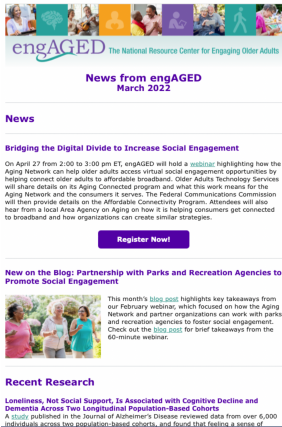 engAGED The National Resource Center for Engaging Older Adults
News from engAGED
March 2022
News
Bridging the Digital Divide to Increase Social Engagement
On April 27 from 2:00 to 3:00 pm ET, engAGED will hold a webinar highlighting how the
Aging Network can help older adults access virtual social engagement opportunities by
helping connect older adults to affordable broadband. Older Adults Technology Services
will share details on its Aging Connected program and what this work means for the
Aging Network and the consumers it serves. The Federal Communications Commission
will then provide details on the Affordable Connectivity Program. Attendees will also
hear from a local Area Agency on Aging on how it is helping consumers get connected
to broadband and how organizations can create similar strategies.
Register Now!
New on the Blog: Partnership with Parks and Recreation Agencies to
Promote Social Engagement
This month's blog post highlights key takeaways from
our February webinar, which focused on how the Aging
Network and partner organizations can work with parks
and recreation agencies to foster social engagement.
Check out the blog post for brief takeaways from the
60-minute webinar.
Recent Research
Loneliness, Not Social Support, Is Associated with Cognitive Decline and
Dementia Across Two Longitudinal Population-Based Cohorts
A study published in the Journal of Alzheimer's Disease reviewed data from over 6,000
individuals across two population-based cohorts, and found that feeling a sense of